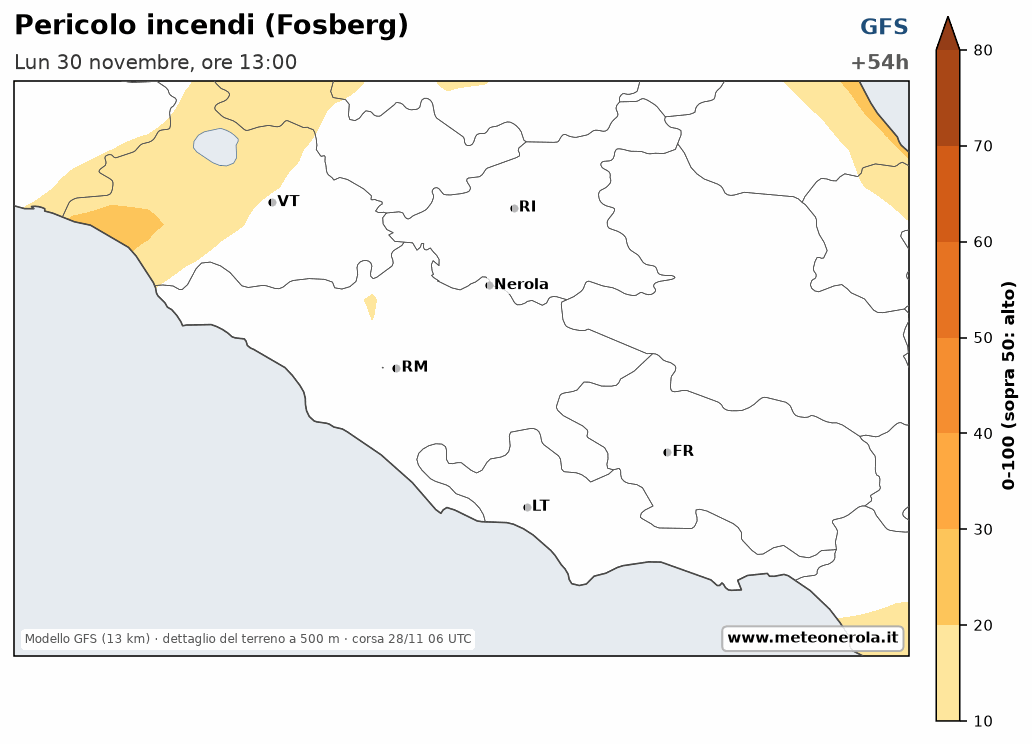 Pericolo incendi (Fosberg)
GFS
Lun 30 novembre, ore 13:00
+54h
VT
RI
Nerola
RM
FR
LT
Modello GFS (13 km) · dettaglio del terreno a 500 m · corsa 28/11 06 UTC
www.meteonerola.it
80
70
60
50
40
30
20
10
0-100 (sopra 50: alto)